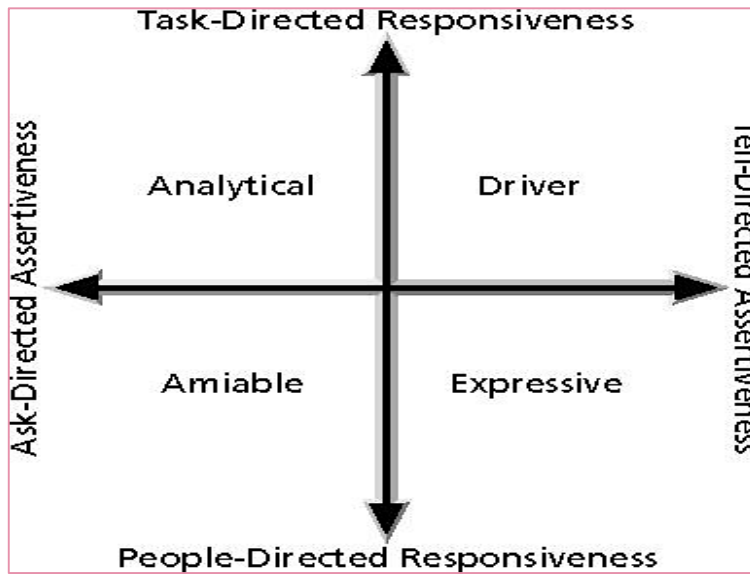 Task-Directed Responsiveness
Ask-Directed Assertiveness
Analytical
Driver
Tell-Directed Assertiveness
Amiable
Expressive
People-Directed Responsiveness